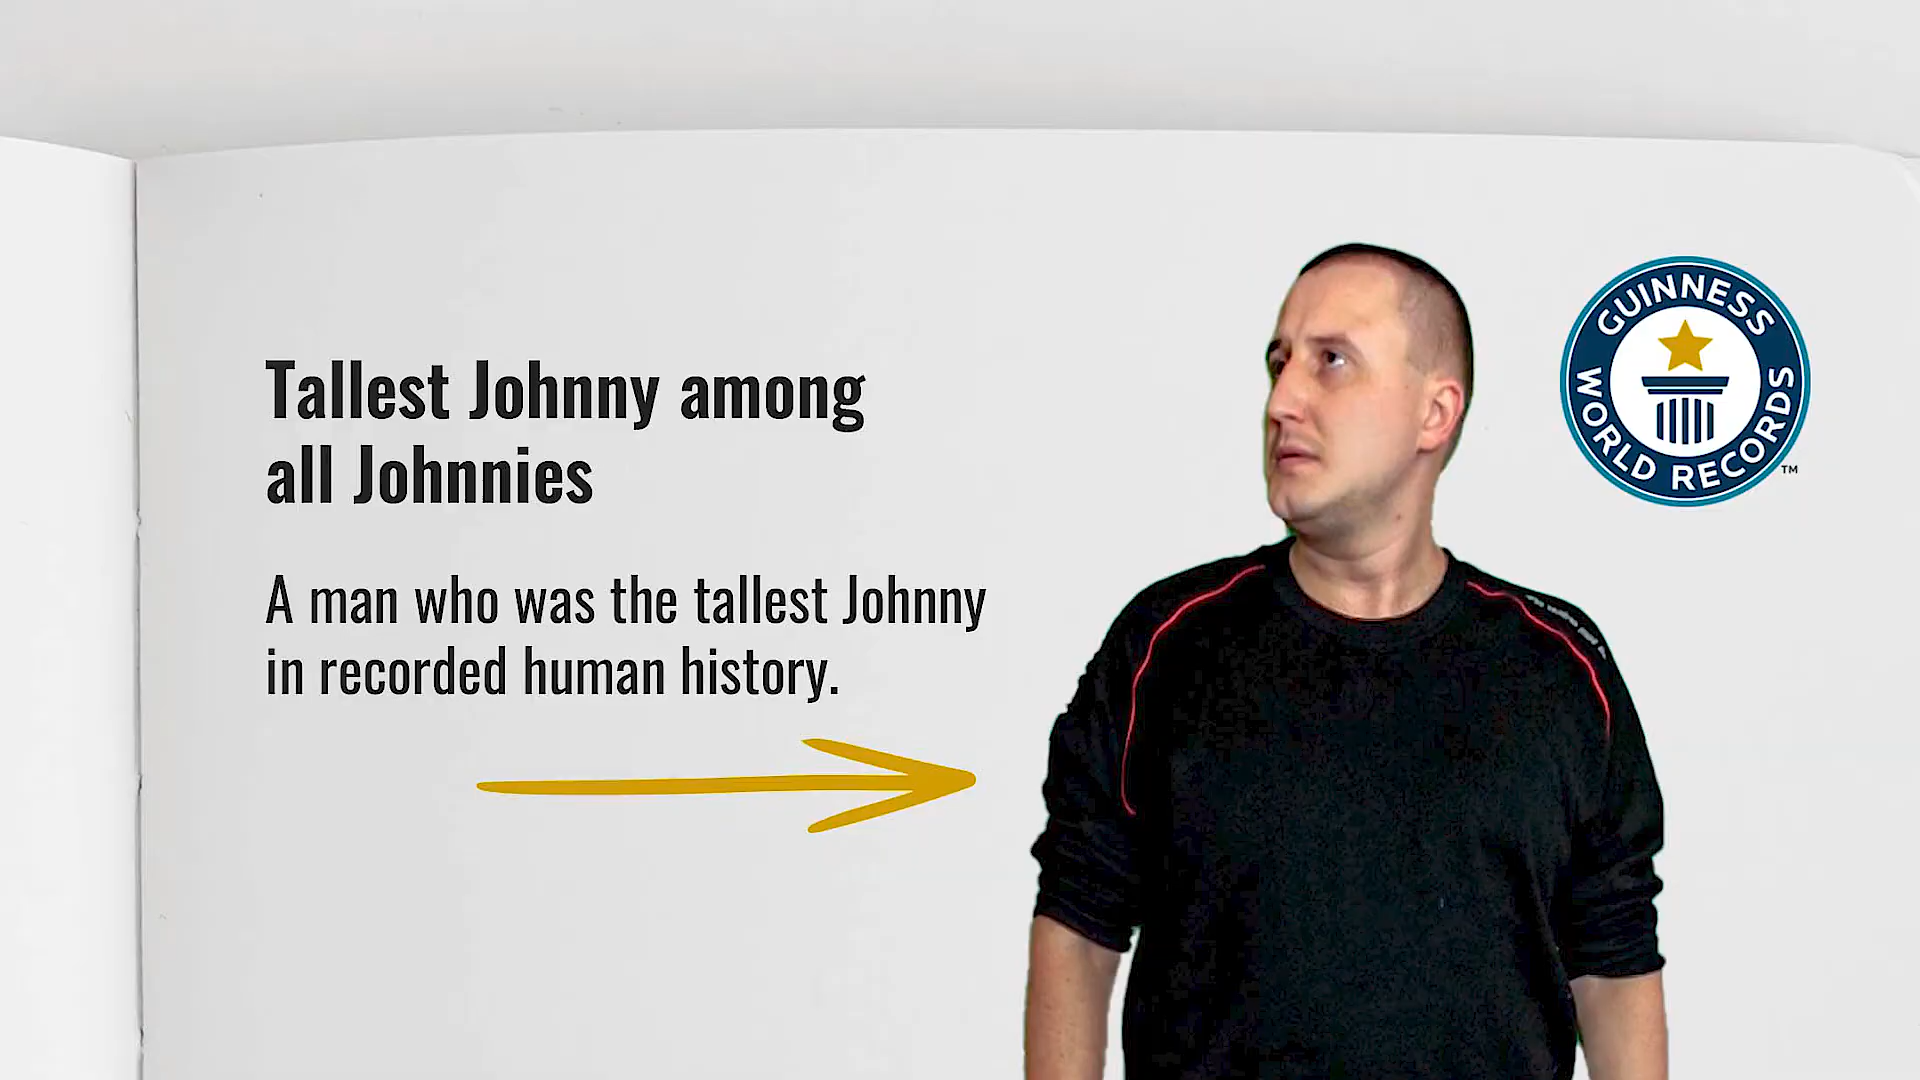 Tallest Johnny among
all Johnnies
A man who was the tallest Johnny
in recorded human history.
GUINNESS
WORLD RECORDS
TM